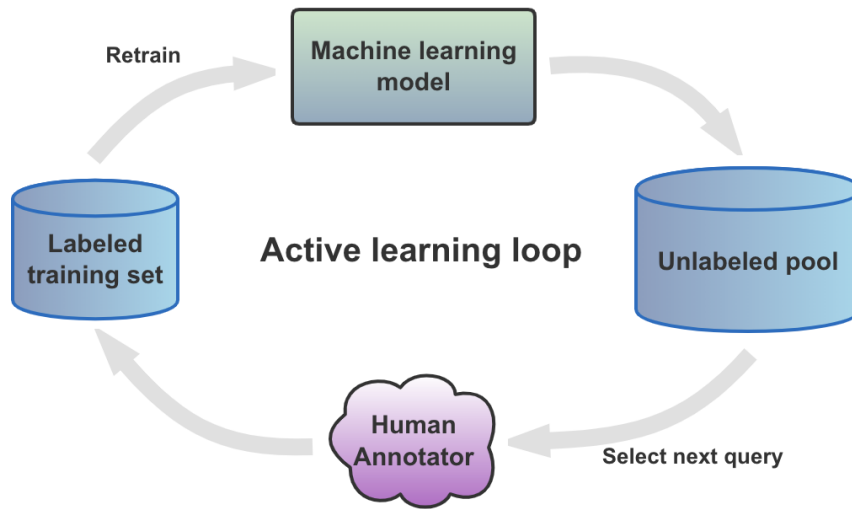 Retrain
Machine learning
model
Labeled
training set
Active learning loop
Unlabeled pool
Human
Annotator
Select next query